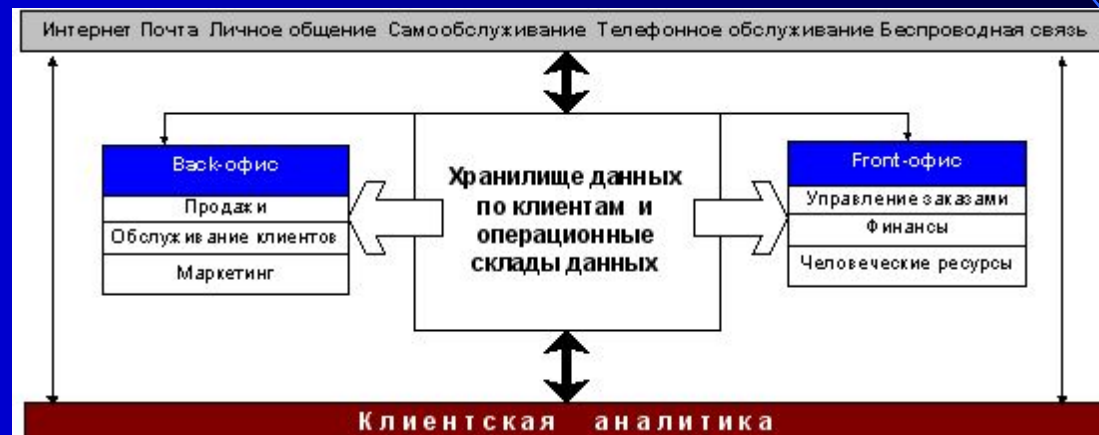 Интернет Почта Личное общение Самообслуживание Телефонное обслуживание Беспроводная связь
Back-офис
Продажи
Обслуживание клиентов
Маркетинг
Хранилище данных
по клиентам и
операционные
склады данных
Front-офис
Управление заказами
Финансы
Человеческие ресурсы
Клиентская аналитика